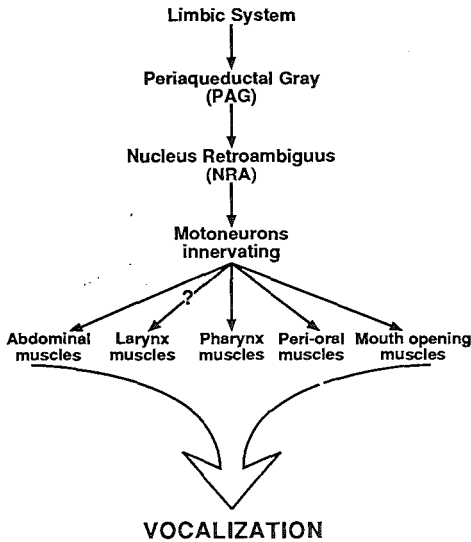 Limbic System
Periaqueductal Gray
(PAG)
Nucleus Retroambiguus
(NRA)
Motoneurons
innervating
?
Abdominal muscles
Larynx muscles
Pharynx muscles
Peri-oral muscles
Mouth opening muscles
VOCALIZATION